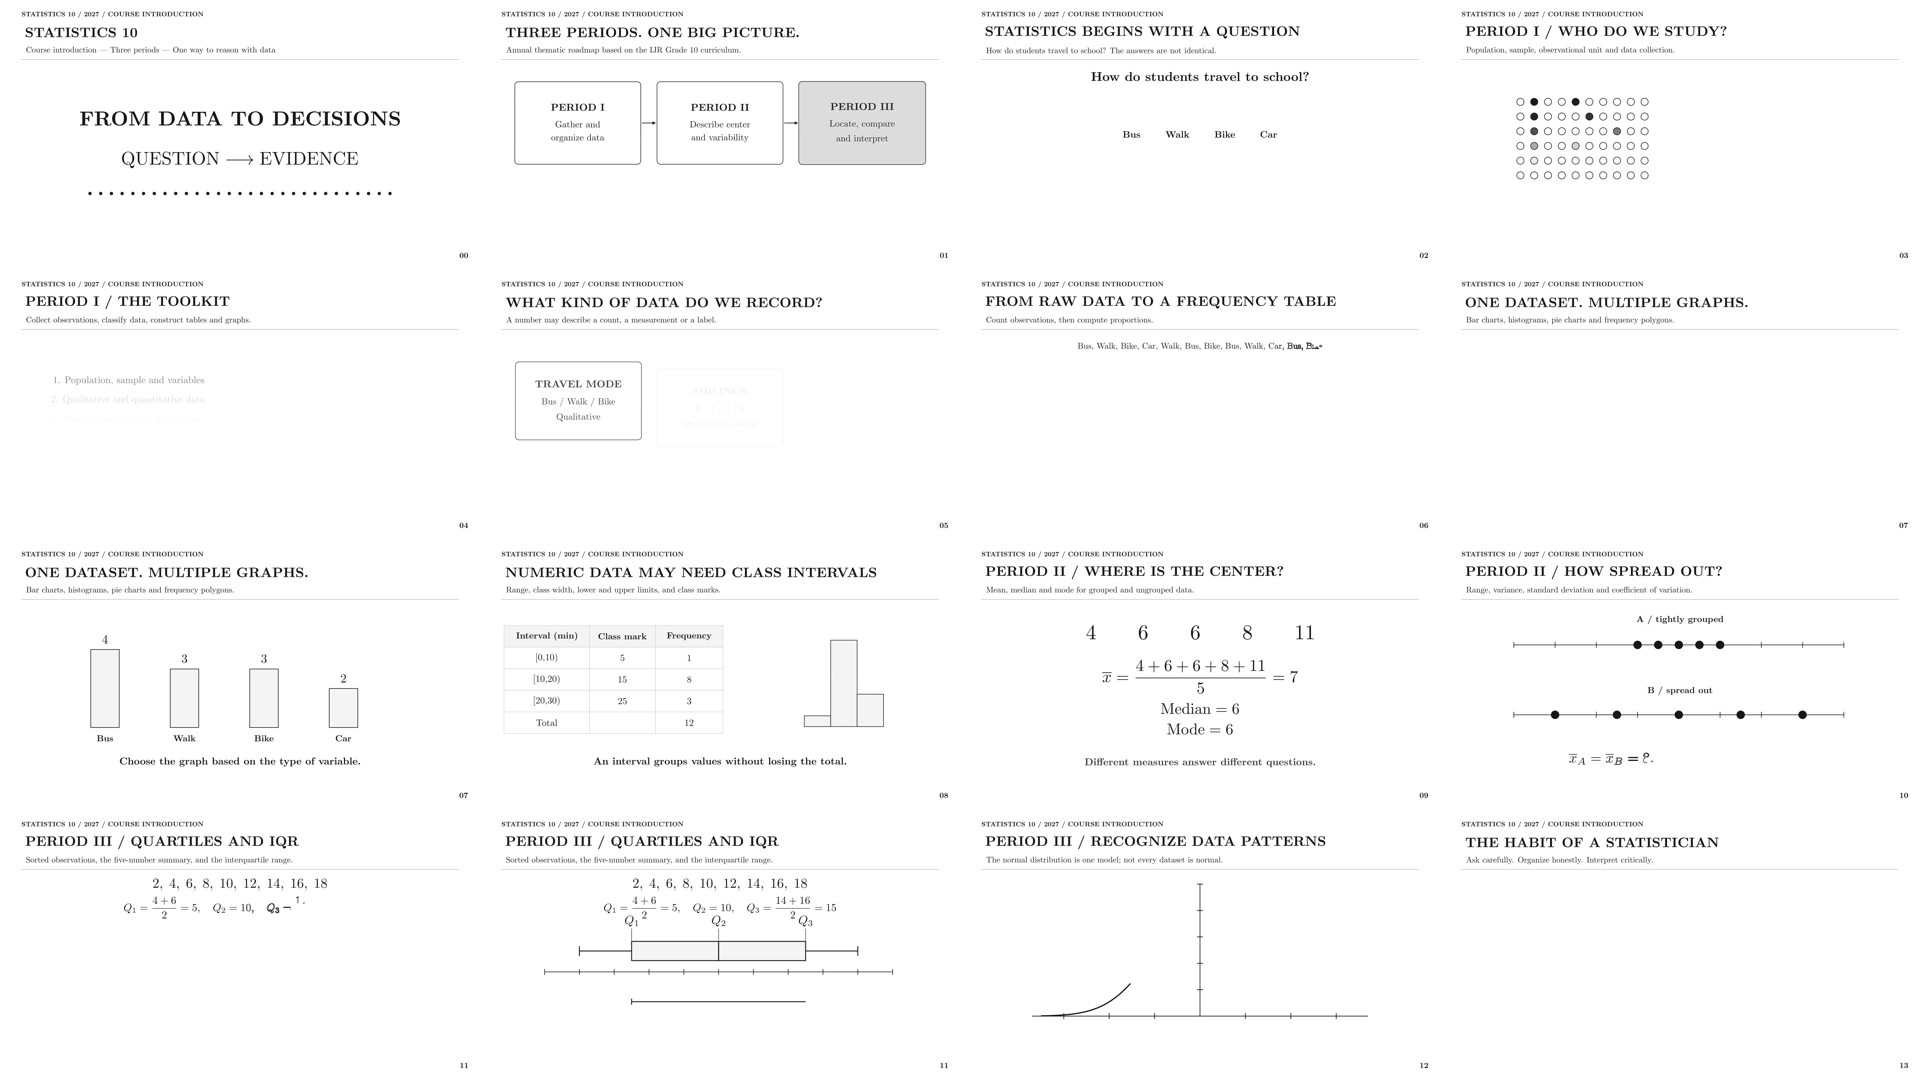 STATISTICS 10 / 2027 / COURSE INTRODUCTION
STATISTICS 10
Course introduction — Three periods — One way to reason with data
FROM DATA TO DECISIONS
QUESTION ⟶ EVIDENCE
00
STATISTICS 10 / 2027 / COURSE INTRODUCTION
THREE PERIODS. ONE BIG PICTURE.
Annual thematic roadmap based on the IJR Grade 10 curriculum.
PERIOD I
Gather and
organize data
PERIOD II
Describe center
and variability
PERIOD III
Locate, compare
and interpret
01
STATISTICS 10 / 2027 / COURSE INTRODUCTION
STATISTICS BEGINS WITH A QUESTION
How do students travel to school? The answers are not identical.
How do students travel to school?
Bus Walk Bike Car
02
STATISTICS 10 / 2027 / COURSE INTRODUCTION
PERIOD I / WHO DO WE STUDY?
Population, sample, observational unit and data collection.
03
STATISTICS 10 / 2027 / COURSE INTRODUCTION
PERIOD I / THE TOOLKIT
Collect observations, classify data, construct tables and graphs.
1. Population, sample and variables
2. Qualitative and quantitative data
04
STATISTICS 10 / 2027 / COURSE INTRODUCTION
WHAT KIND OF DATA DO WE RECORD?
A number may describe a count, a measurement or a label.
TRAVEL MODE
Bus / Walk / Bike
Qualitative
SIBLINGS
05
STATISTICS 10 / 2027 / COURSE INTRODUCTION
FROM RAW DATA TO A FREQUENCY TABLE
Count observations, then compute proportions.
Bus, Walk, Bike, Car, Walk, Bus, Bike, Bus, Walk, Car, Bus,
06
STATISTICS 10 / 2027 / COURSE INTRODUCTION
ONE DATASET. MULTIPLE GRAPHS.
Bar charts, histograms, pie charts and frequency polygons.
07
STATISTICS 10 / 2027 / COURSE INTRODUCTION
ONE DATASET. MULTIPLE GRAPHS.
Bar charts, histograms, pie charts and frequency polygons.
4 3 3 2
Bus Walk Bike Car
Choose the graph based on the type of variable.
07
STATISTICS 10 / 2027 / COURSE INTRODUCTION
NUMERIC DATA MAY NEED CLASS INTERVALS
Range, class width, lower and upper limits, and class marks.
Interval (min) Class mark Frequency
[0,10) 5 1
[10,20) 15 8
[20,30) 25 3
Total 12
An interval groups values without losing the total.
08
STATISTICS 10 / 2027 / COURSE INTRODUCTION
PERIOD II / WHERE IS THE CENTER?
Mean, median and mode for grouped and ungrouped data.
4 6 6 8 11
x̅ = (4 + 6 + 6 + 8 + 11)/5 = 7
Median = 6
Mode = 6
Different measures answer different questions.
09
STATISTICS 10 / 2027 / COURSE INTRODUCTION
PERIOD II / HOW SPREAD OUT?
Range, variance, standard deviation and coefficient of variation.
A / tightly grouped
B / spread out
x̅_A = x̅_B =
10
STATISTICS 10 / 2027 / COURSE INTRODUCTION
PERIOD III / QUARTILES AND IQR
Sorted observations, the five-number summary, and the interquartile range.
2, 4, 6, 8, 10, 12, 14, 16, 18
Q₁ = (4 + 6)/2 = 5, Q₂ = 10, Q₃
11
STATISTICS 10 / 2027 / COURSE INTRODUCTION
PERIOD III / QUARTILES AND IQR
Sorted observations, the five-number summary, and the interquartile range.
2, 4, 6, 8, 10, 12, 14, 16, 18
Q₁ = (4 + 6)/2 = 5, Q₂ = 10, Q₃ = (14 + 16)/2 = 15
Q₁ Q₂ Q₃
11
STATISTICS 10 / 2027 / COURSE INTRODUCTION
PERIOD III / RECOGNIZE DATA PATTERNS
The normal distribution is one model; not every dataset is normal.
12
STATISTICS 10 / 2027 / COURSE INTRODUCTION
THE HABIT OF A STATISTICIAN
Ask carefully. Organize honestly. Interpret critically.
13